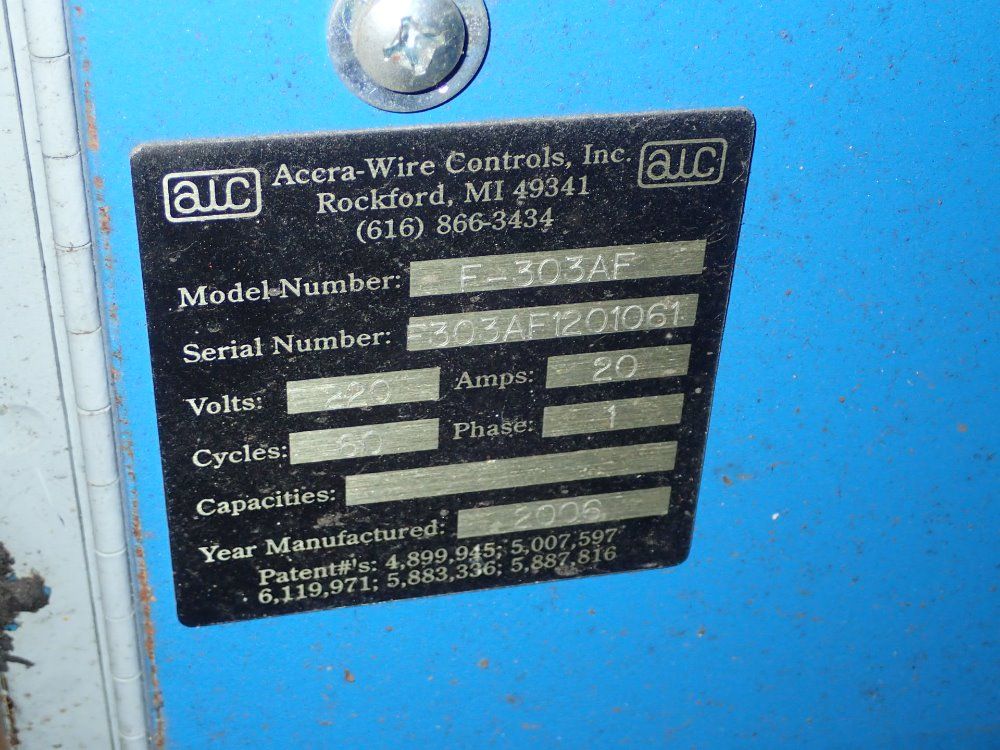 awc Accra-Wire Controls, Inc. awc
Rockford, MI 49341
(616) 866-3434
Model Number: F-303AF
Serial Number: F303AF1201061
Volts: 220 Amps: 20
Cycles: 60 Phase: 1
Capacities:
Year Manufactured: 2006
Patent#'s: 4,899,945; 5,007,597
6,119,971; 5,883,336; 5,887,816